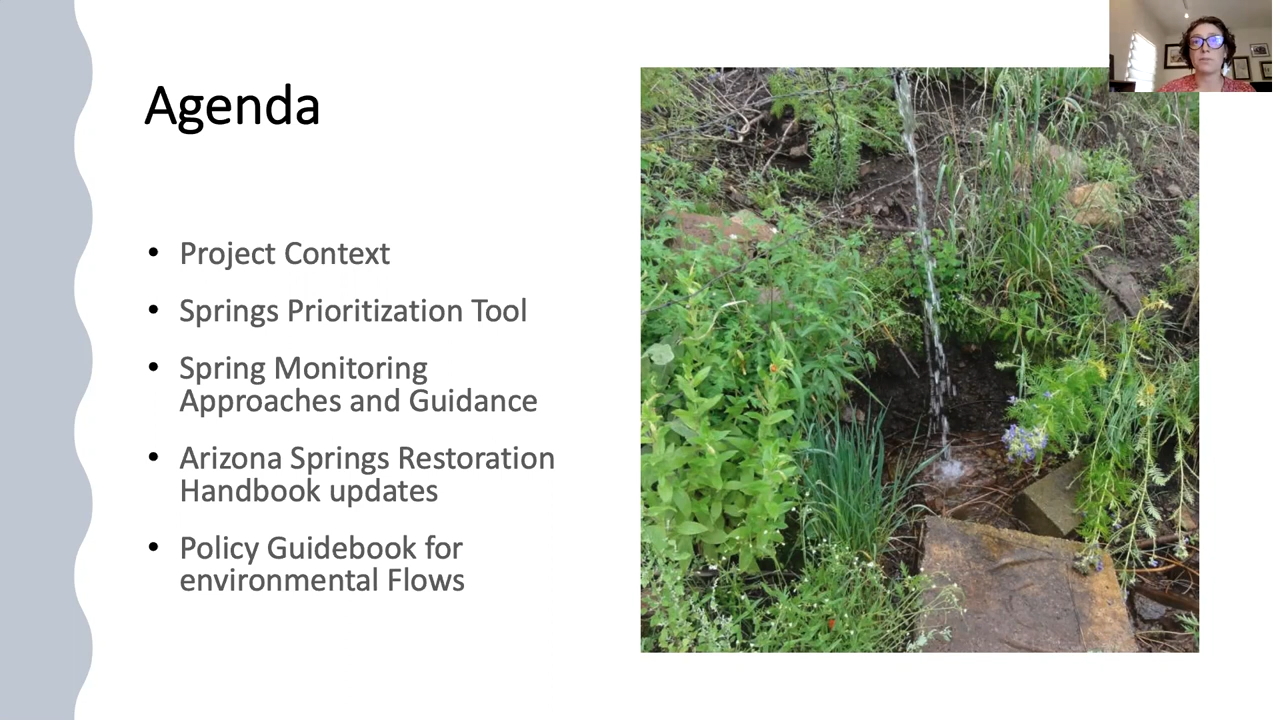 Agenda
• Project Context
• Springs Prioritization Tool
• Spring Monitoring
Approaches and Guidance
• Arizona Springs Restoration
Handbook updates
• Policy Guidebook for
environmental Flows